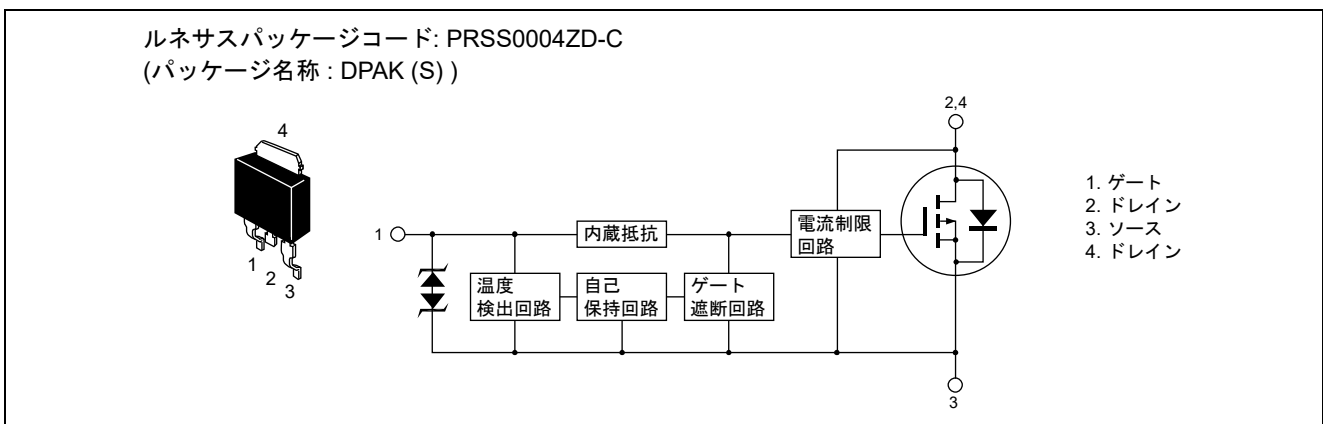 ルネサスパッケージコード: PRSS0004ZD-C
(パッケージ名称 : DPAK (S) )
4
1
2
3
1
内蔵抵抗
温度
検出回路
自己
保持回路
ゲート
遮断回路
電流制限
回路
2,4
3
1. ゲート
2. ドレイン
3. ソース
4. ドレイン